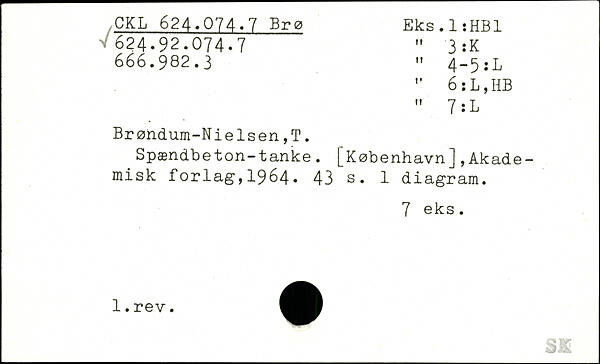 CKL 624.074.7 Brø
624.92.074.7
666.982.3
Eks.1:HB1
" 3:K
" 4-5:L
" 6:L,HB
" 7:L
Brøndum-Nielsen,T.
Spændbeton-tanke. [København],Akade-
misk forlag,1964. 43 s. 1 diagram.
7 eks.
1.rev.
SK